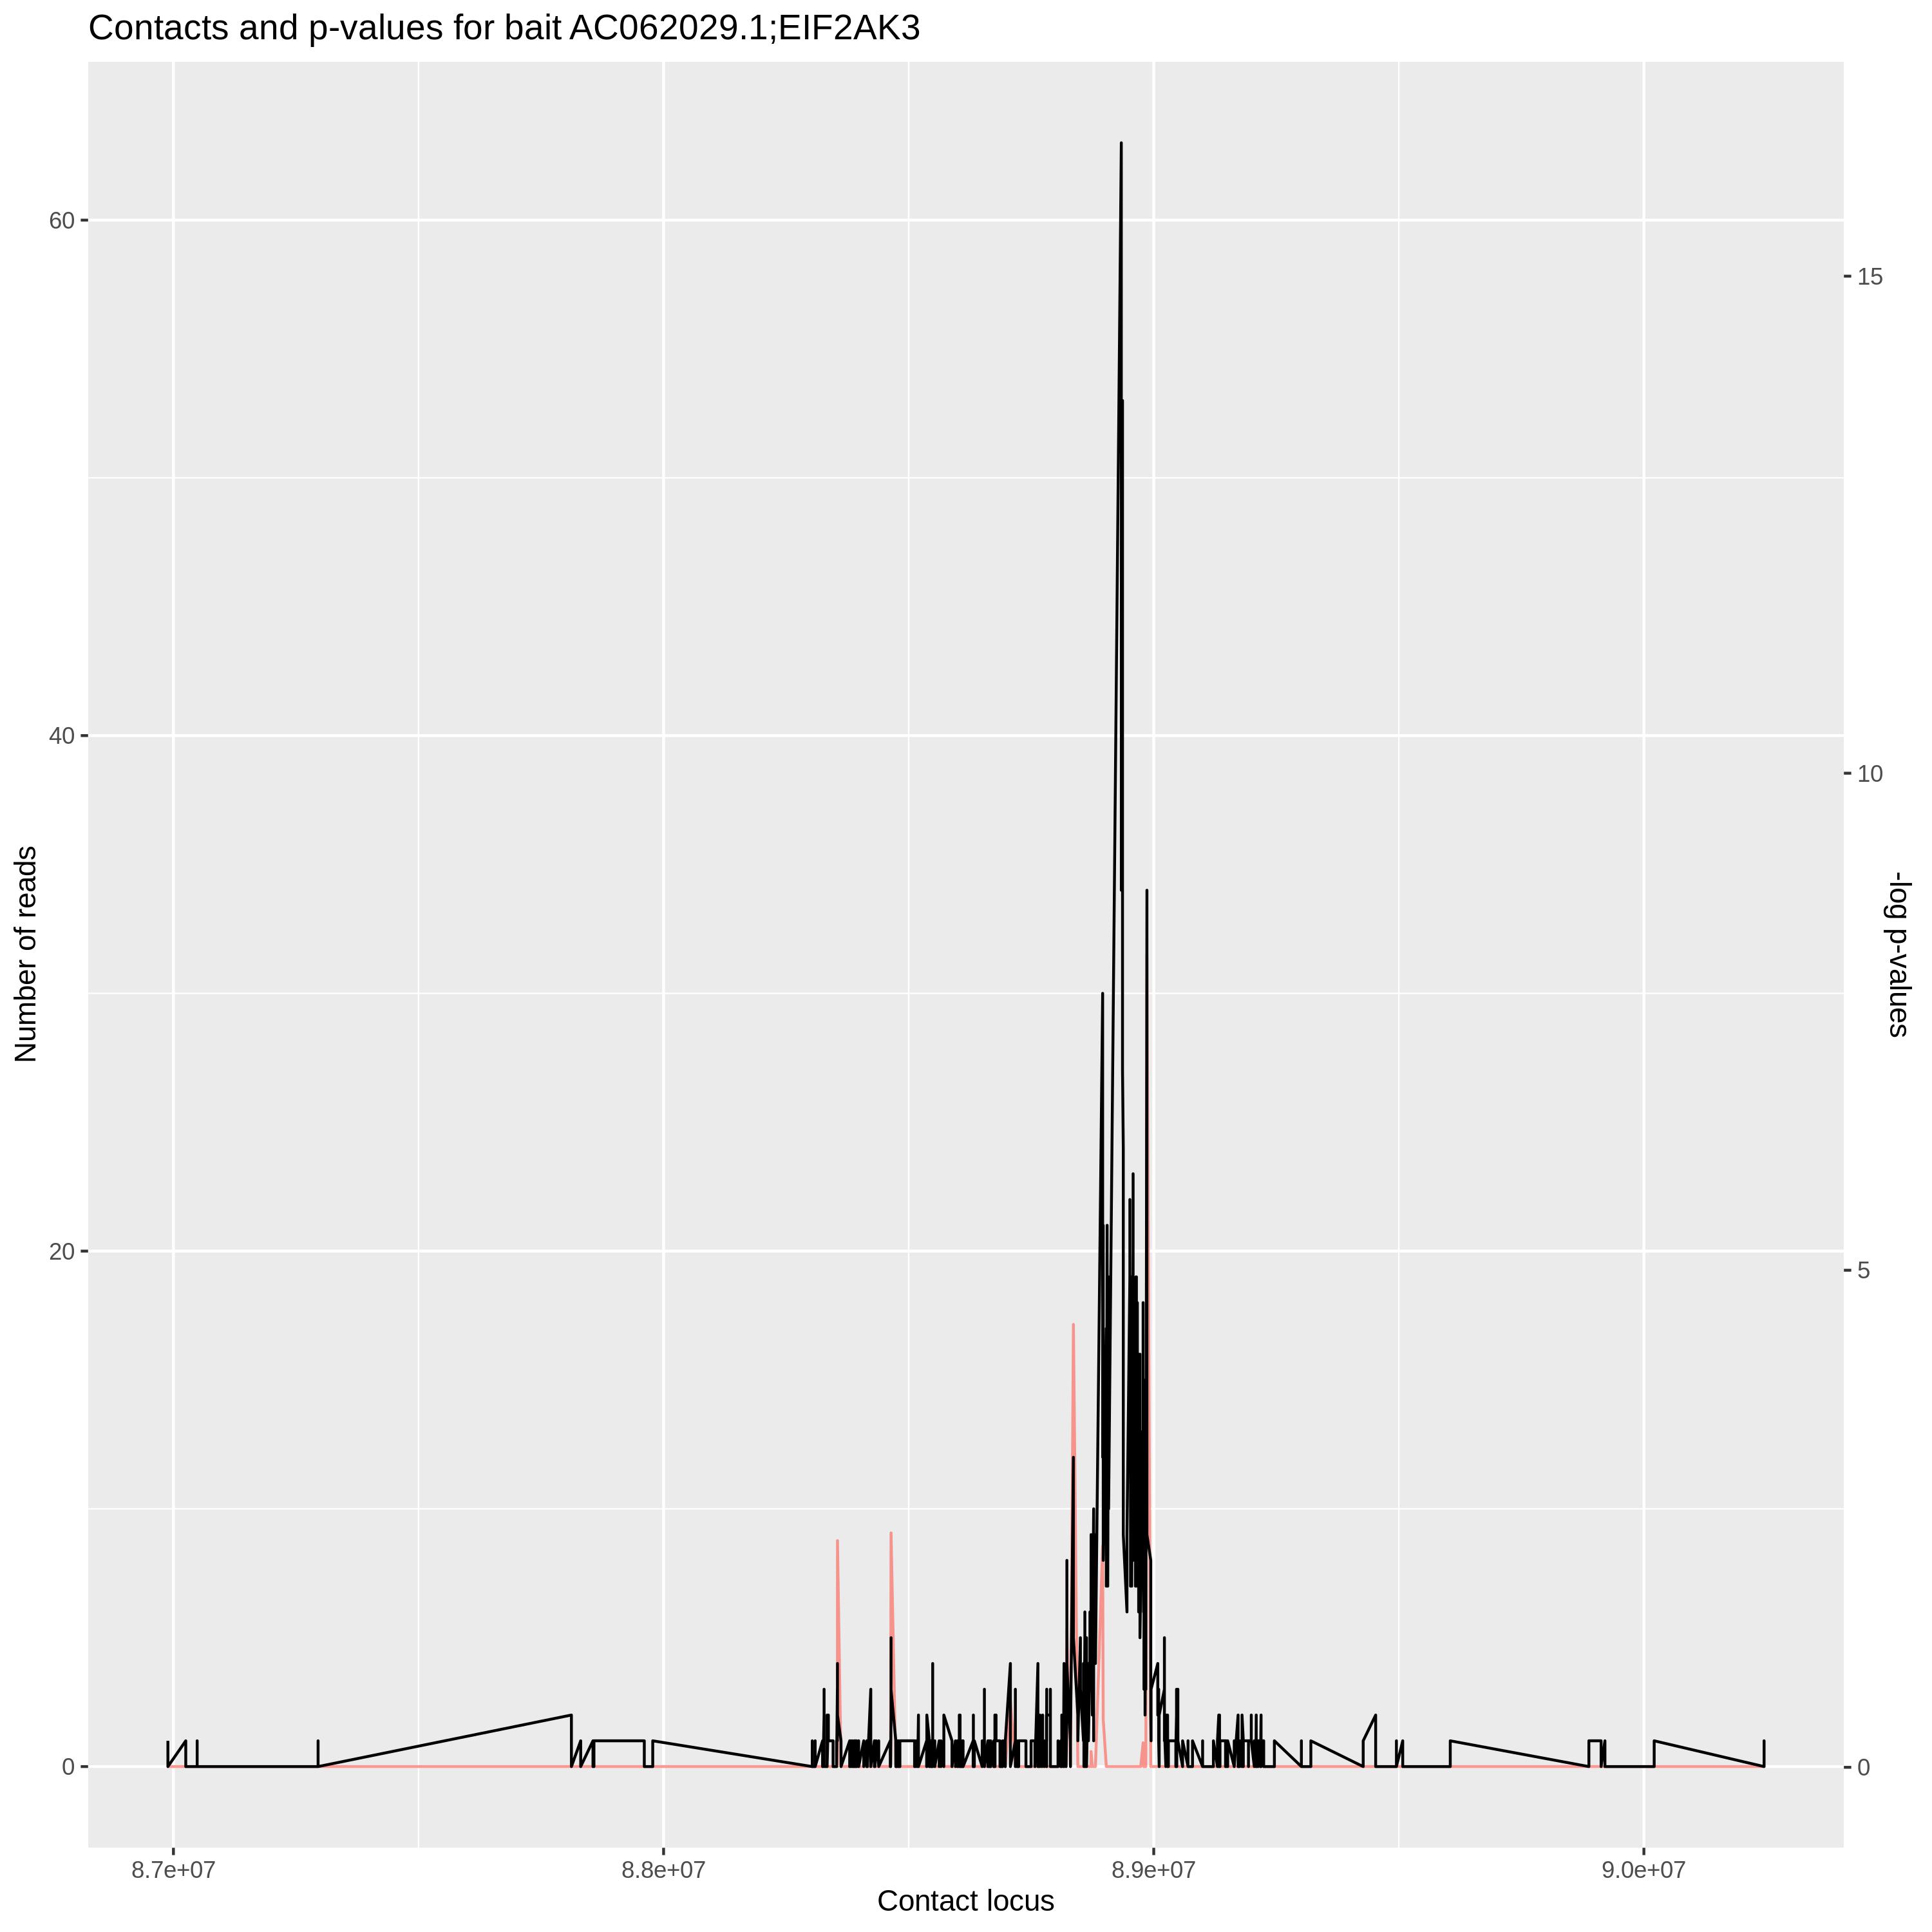 Contacts and p-values for bait AC062029.1;EIF2AK3
60
40
20
0
Number of reads
15
10
5
0
-log p-values
8.7e+07
8.8e+07
8.9e+07
9.0e+07
Contact locus